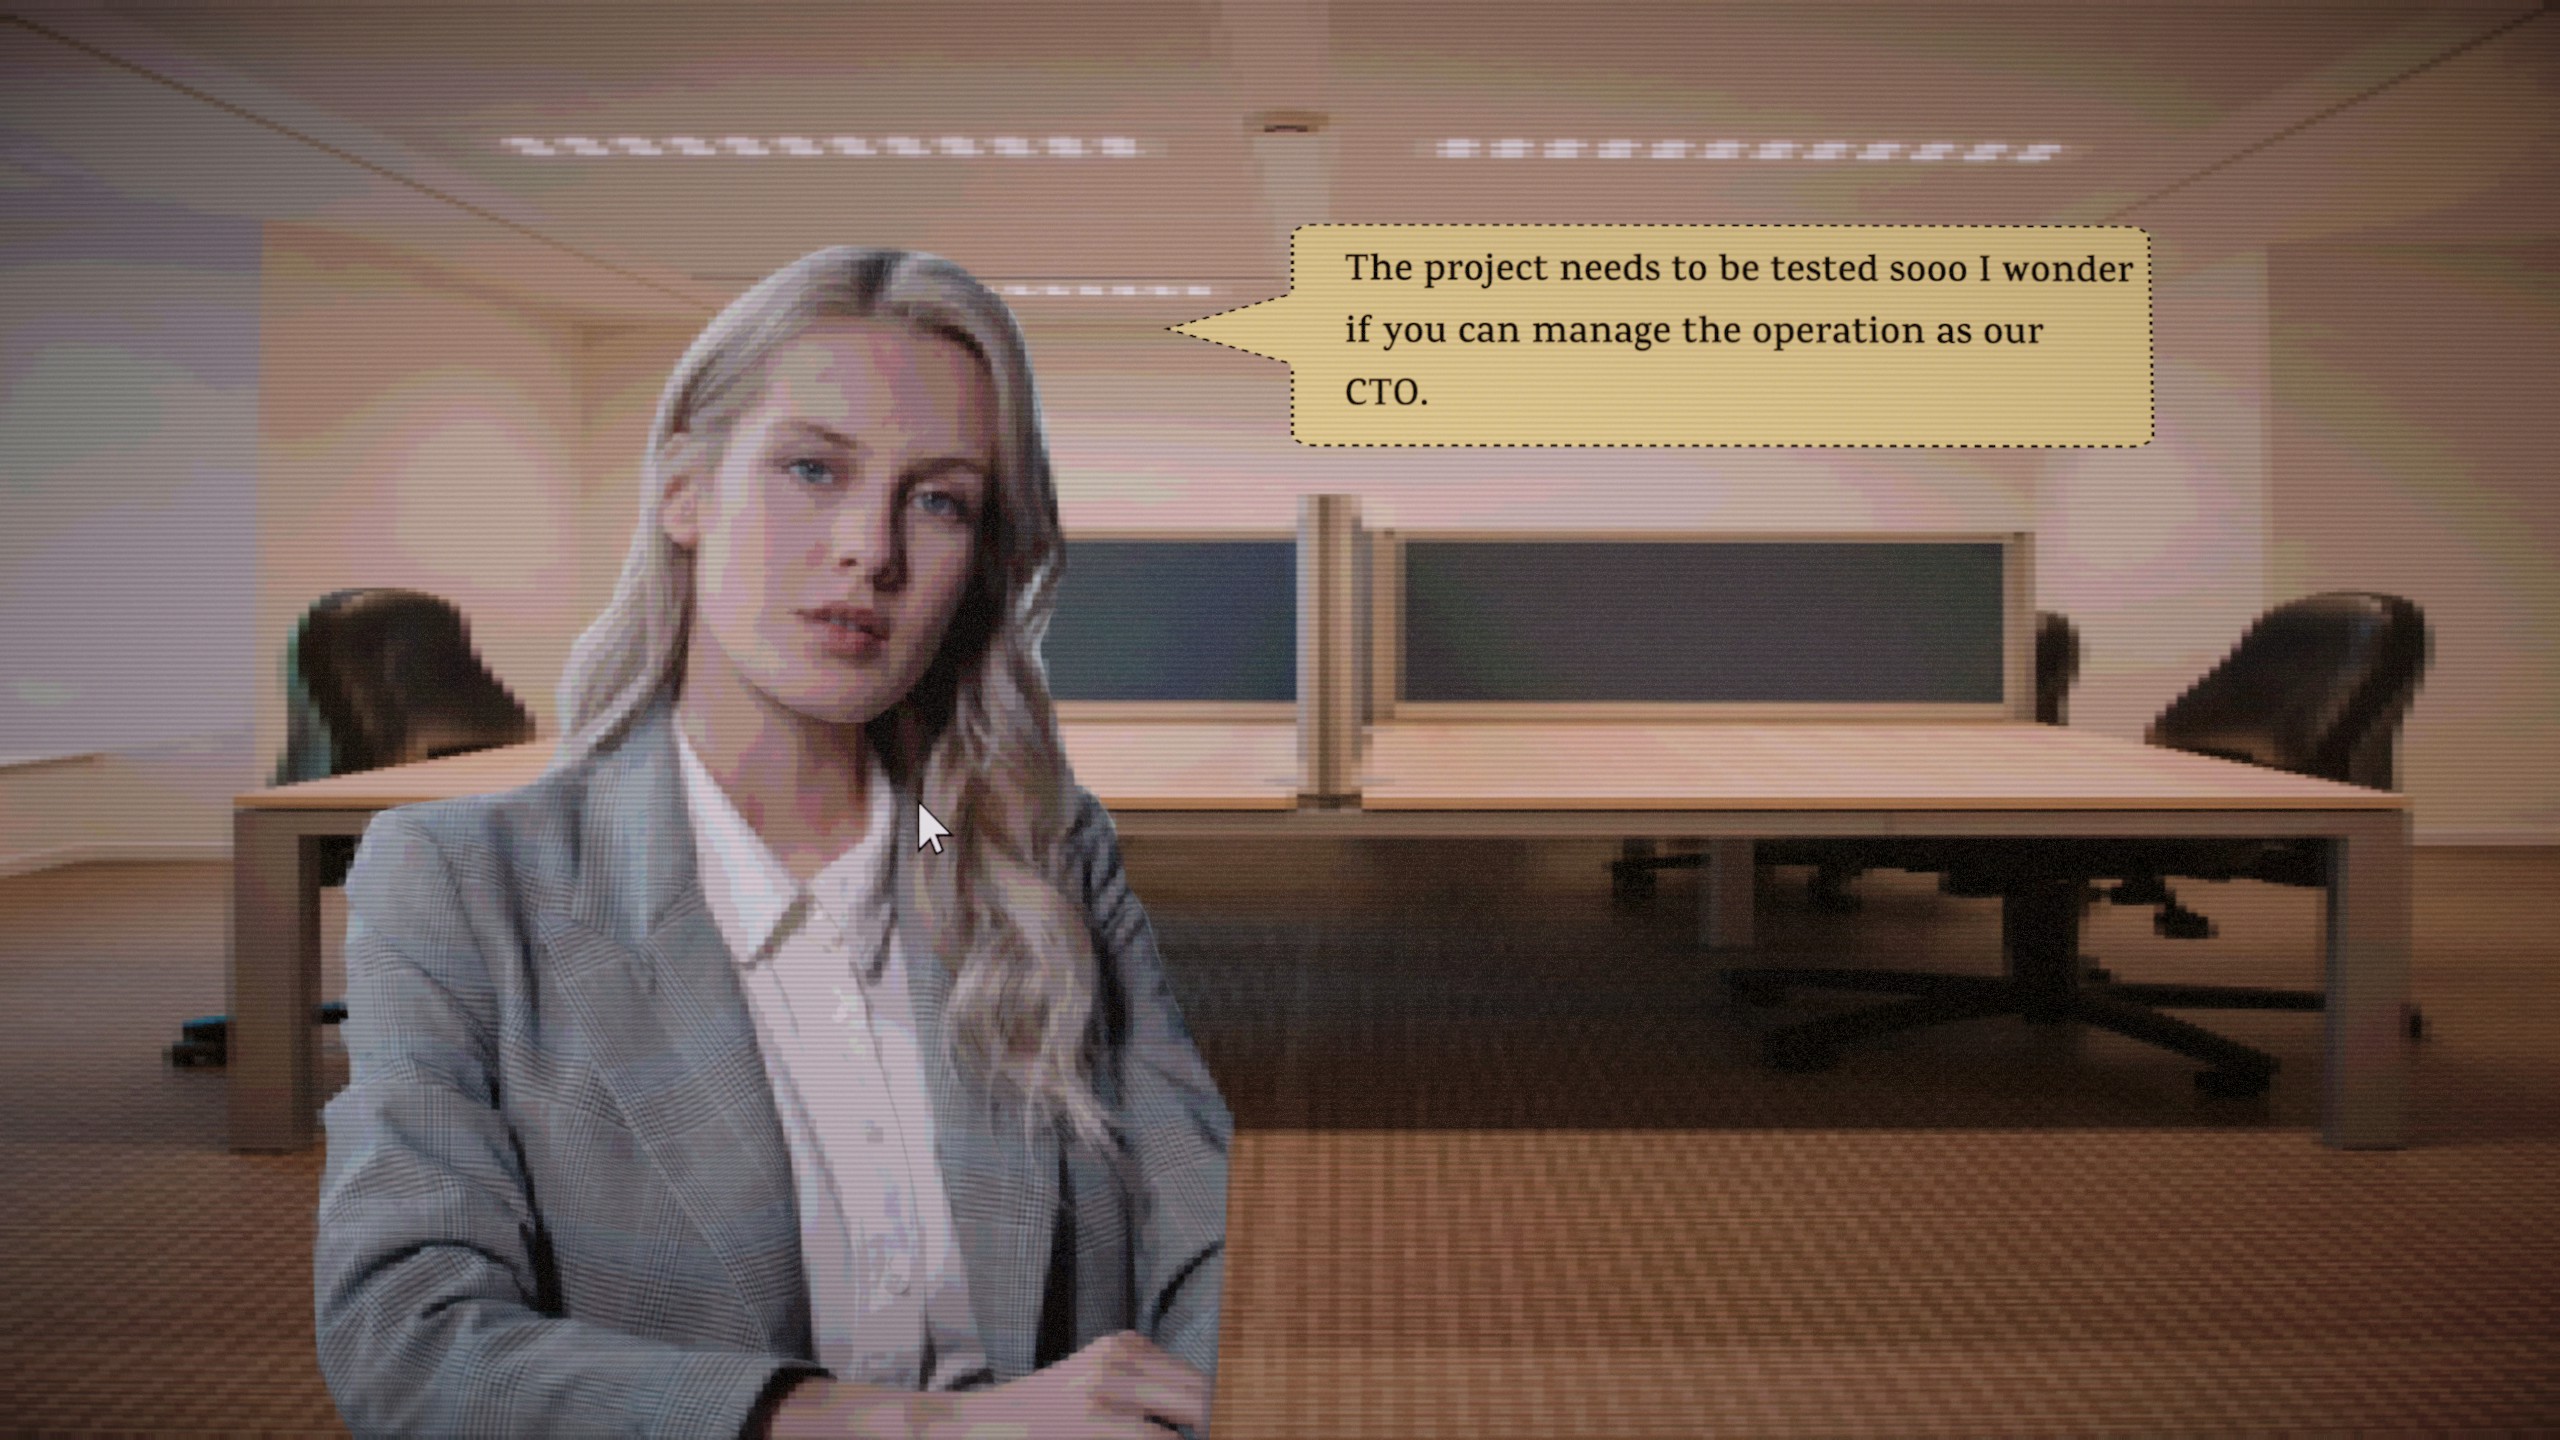 The project needs to be tested sooo I wonder
if you can manage the operation as our
CTO.